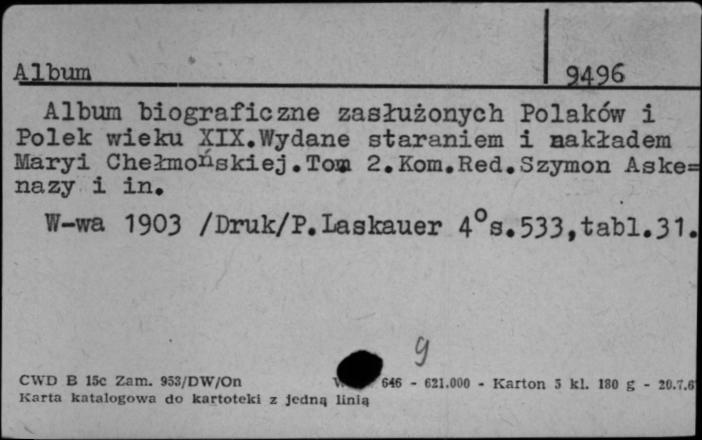 Album 9496
Album biograficzne zasłużonych Polaków i
Polek wieku XIX.Wydane staraniem i nakładem
Maryi Chełmońskiej.Tom 2.Kom.Red.Szymon Aske=
nazy i in.
W-wa 1903 /Druk/P.Laskauer 4°s.533,tabl.31.
9
CWD B 15c Zam. 953/DW/On 646 - 621.000 - Karton 3 kl. 180 g - 20.7.6
Karta katalogowa do kartoteki z jedną linią